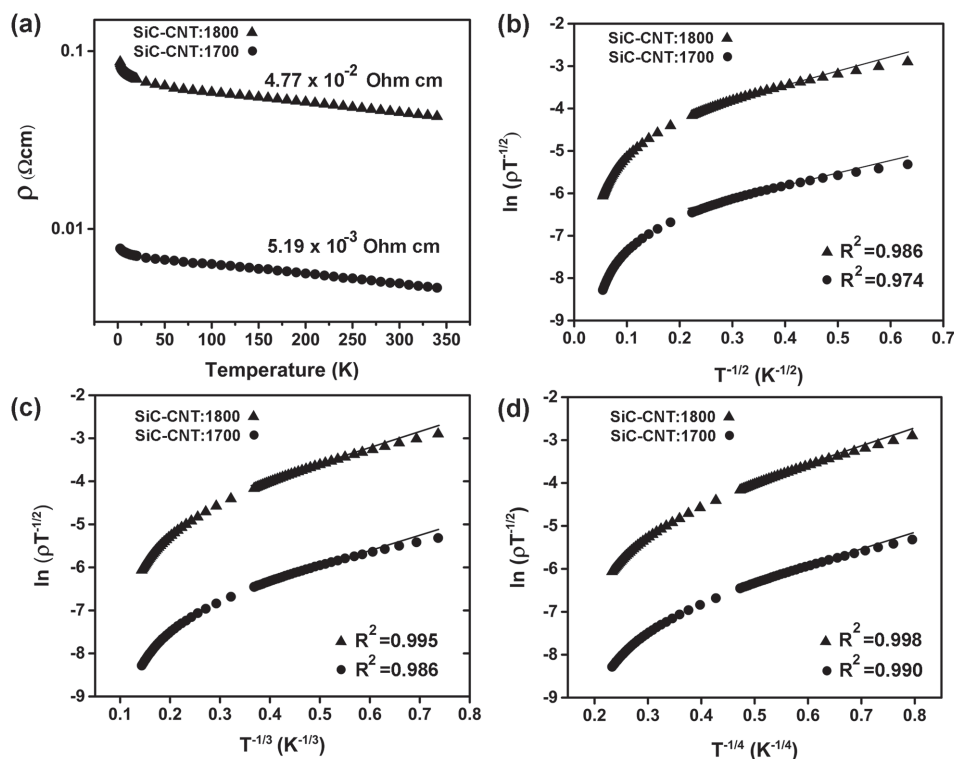 (a)
SiC-CNT:1800 ▲
SiC-CNT:1700 ●
4.77 x 10⁻² Ohm cm
5.19 x 10⁻³ Ohm cm
0.1
0.01
ρ (Ωcm)
0 50 100 150 200 250 300 350
Temperature (K)
(b)
SiC-CNT:1800 ▲
SiC-CNT:1700 ●
-2
-3
-4
-5
-6
-7
-8
-9
ln (ρT⁻¹/²)
▲ R²=0.986
● R²=0.974
0.0 0.1 0.2 0.3 0.4 0.5 0.6 0.7
T⁻¹/² (K⁻¹/²)
(c)
SiC-CNT:1800 ▲
SiC-CNT:1700 ●
-2
-3
-4
-5
-6
-7
-8
-9
ln (ρT⁻¹/²)
▲ R²=0.995
● R²=0.986
0.1 0.2 0.3 0.4 0.5 0.6 0.7 0.8
T⁻¹/³ (K⁻¹/³)
(d)
SiC-CNT:1800 ▲
SiC-CNT:1700 ●
-2
-3
-4
-5
-6
-7
-8
-9
ln (ρT⁻¹/²)
▲ R²=0.998
● R²=0.990
0.2 0.3 0.4 0.5 0.6 0.7 0.8
T⁻¹/⁴ (K⁻¹/⁴)